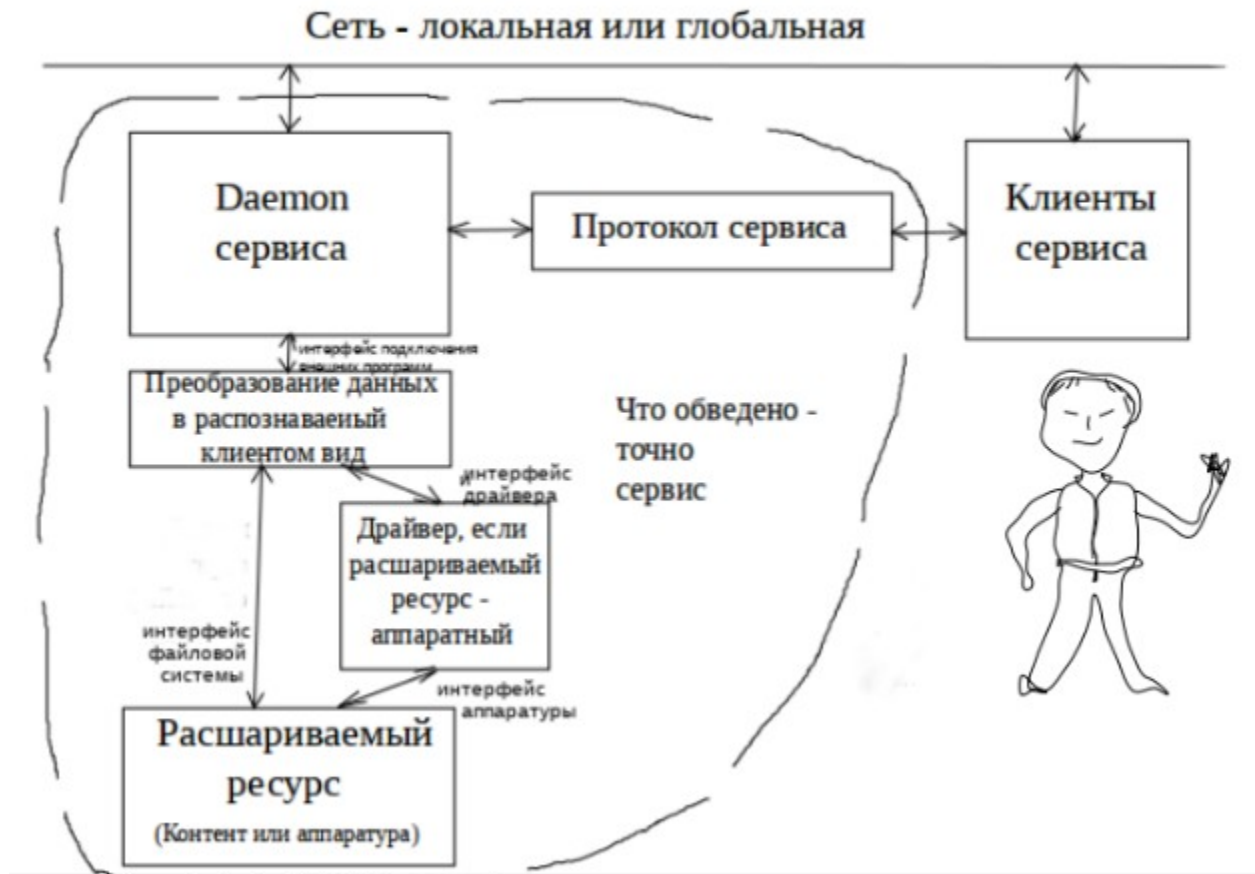 Сеть - локальная или глобальная
Daemon
сервиса
Протокол сервиса
Клиенты
сервиса
интерфейс подключения
внешних программ
Преобразование данных
в распознаваеиый
клиентом вид
Что обведено -
точно
сервис
интерфейс
драйвера
Драйвер, если
расшариваемый
ресурс -
аппаратный
интерфейс
файловой
системы
интерфейс
аппаратуры
Расшариваемый
ресурс
(Контент или аппаратура)